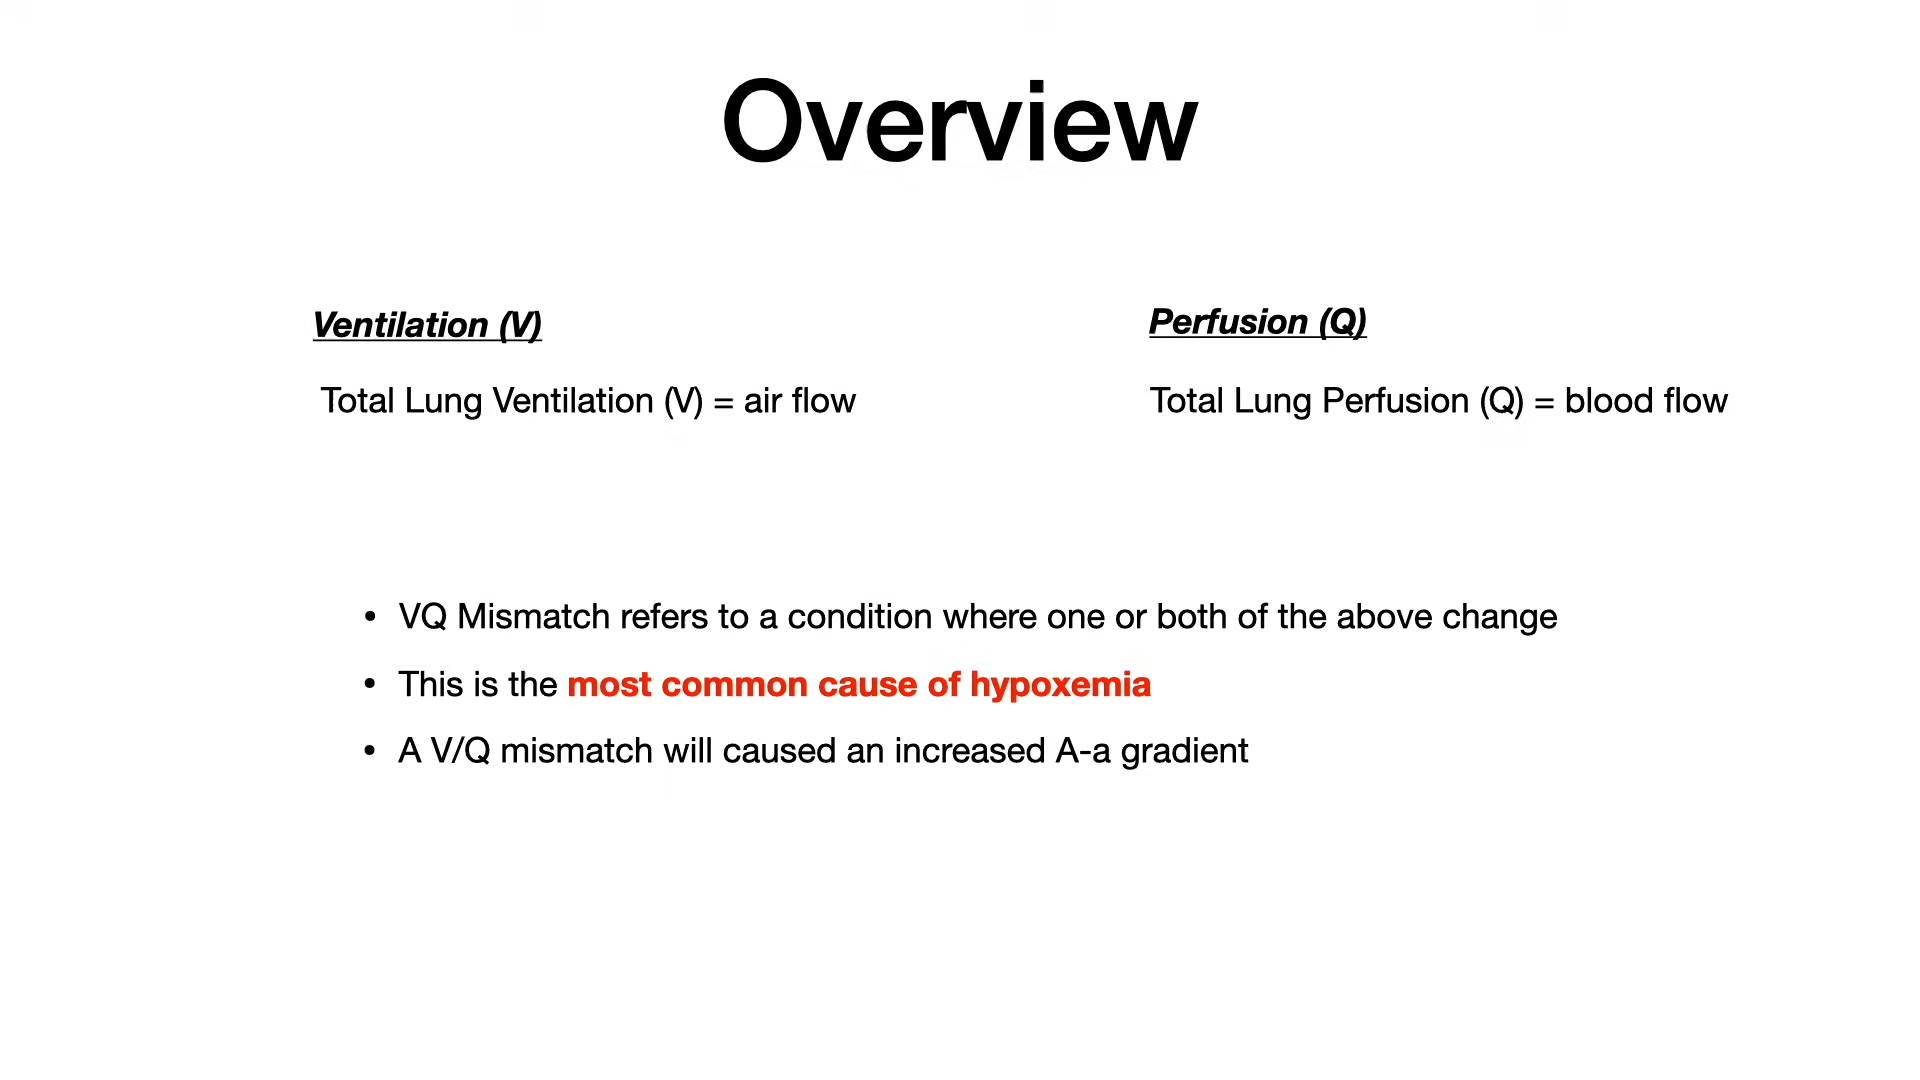 Overview
Ventilation (V)
Perfusion (Q)
Total Lung Ventilation (V) = air flow
Total Lung Perfusion (Q) = blood flow
• VQ Mismatch refers to a condition where one or both of the above change
• This is the most common cause of hypoxemia
• A V/Q mismatch will caused an increased A-a gradient